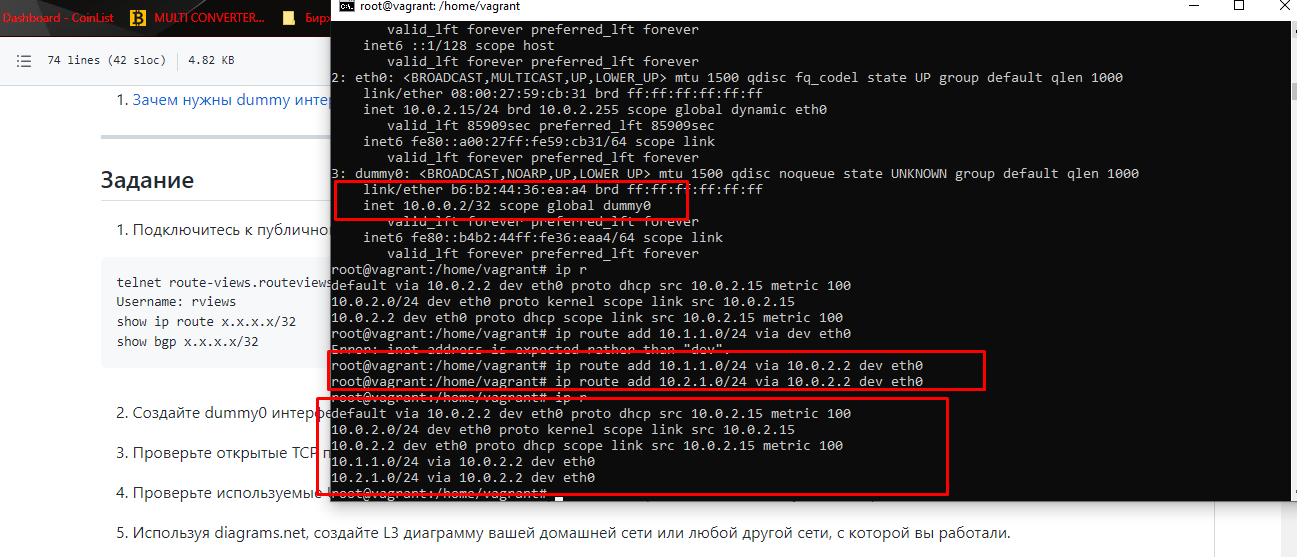 Dashboard - CoinList
MULTI CONVERTER...
Бирж
74 lines (42 sloc)
4.82 KB
1. Зачем нужны dummy интер
Задание
1. Подключитесь к публично
telnet route-views.routeviews
Username: rviews
show ip route x.x.x.x/32
show bgp x.x.x.x/32
2. Создайте dummy0 интерфе
3. Проверьте открытые TCP п
4. Проверьте используемые
5. Используя diagrams.net, создайте L3 диаграмму вашей домашней сети или любой другой сети, с которой вы работали.
root@vagrant: /home/vagrant
valid_lft forever preferred_lft forever
inet6 ::1/128 scope host
valid_lft forever preferred_lft forever
2: eth0: <BROADCAST,MULTICAST,UP,LOWER_UP> mtu 1500 qdisc fq_codel state UP group default qlen 1000
link/ether 08:00:27:59:cb:31 brd ff:ff:ff:ff:ff:ff
inet 10.0.2.15/24 brd 10.0.2.255 scope global dynamic eth0
valid_lft 85909sec preferred_lft 85909sec
inet6 fe80::a00:27ff:fe59:cb31/64 scope link
valid_lft forever preferred_lft forever
3: dummy0: <BROADCAST,NOARP,UP,LOWER_UP> mtu 1500 qdisc noqueue state UNKNOWN group default qlen 1000
link/ether b6:b2:44:36:ea:a4 brd ff:ff:ff:ff:ff:ff
inet 10.0.0.2/32 scope global dummy0
valid_lft forever preferred_lft forever
inet6 fe80::b4b2:44ff:fe36:eaa4/64 scope link
valid_lft forever preferred_lft forever
root@vagrant:/home/vagrant# ip r
default via 10.0.2.2 dev eth0 proto dhcp src 10.0.2.15 metric 100
10.0.2.0/24 dev eth0 proto kernel scope link src 10.0.2.15
10.0.2.2 dev eth0 proto dhcp scope link src 10.0.2.15 metric 100
root@vagrant:/home/vagrant# ip route add 10.1.1.0/24 via dev eth0
Error: inet address is expected rather than "dev".
root@vagrant:/home/vagrant# ip route add 10.1.1.0/24 via 10.0.2.2 dev eth0
root@vagrant:/home/vagrant# ip route add 10.2.1.0/24 via 10.0.2.2 dev eth0
root@vagrant:/home/vagrant# ip r
default via 10.0.2.2 dev eth0 proto dhcp src 10.0.2.15 metric 100
10.0.2.0/24 dev eth0 proto kernel scope link src 10.0.2.15
10.0.2.2 dev eth0 proto dhcp scope link src 10.0.2.15 metric 100
10.1.1.0/24 via 10.0.2.2 dev eth0
10.2.1.0/24 via 10.0.2.2 dev eth0
root@vagrant:/home/vagrant#